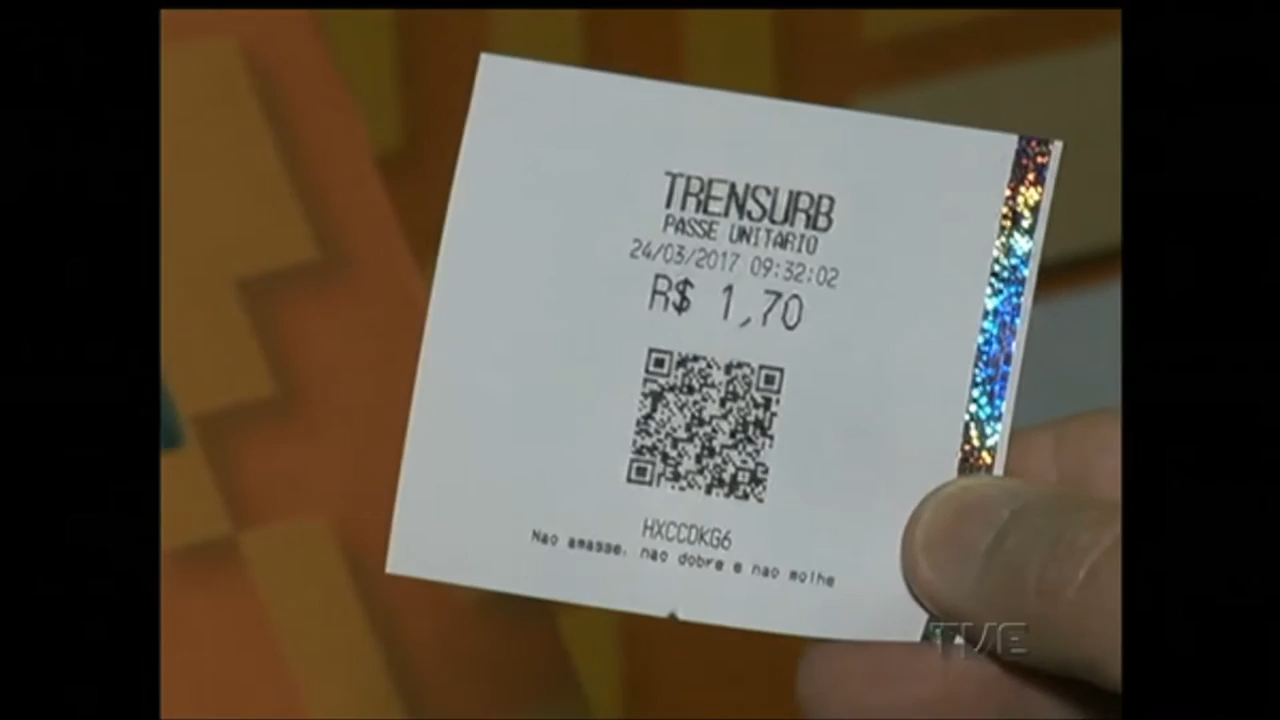 TRENSURB
PASSE UNITARIO
24/03/2017 09:32:02
R$ 1,70
HXCCDKG6
Nao amasse, nao dobre e nao molhe
TVE